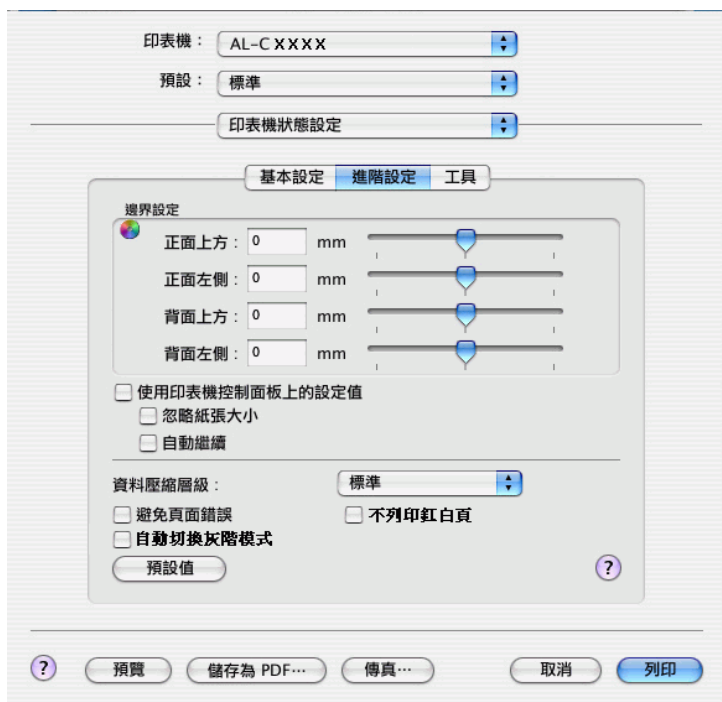 印表機： AL-CXXXX
預設： 標準
印表機狀態設定
基本設定 進階設定 工具
邊界設定
正面上方： 0 mm
正面左側： 0 mm
背面上方： 0 mm
背面左側： 0 mm
使用印表機控制面板上的設定值
忽略紙張大小
自動繼續
資料壓縮層級： 標準
避免頁面錯誤 不列印釭白頁
自動切換灰階模式
預設值 ?
? 預覽 儲存為 PDF… 傳真… 取消 列印